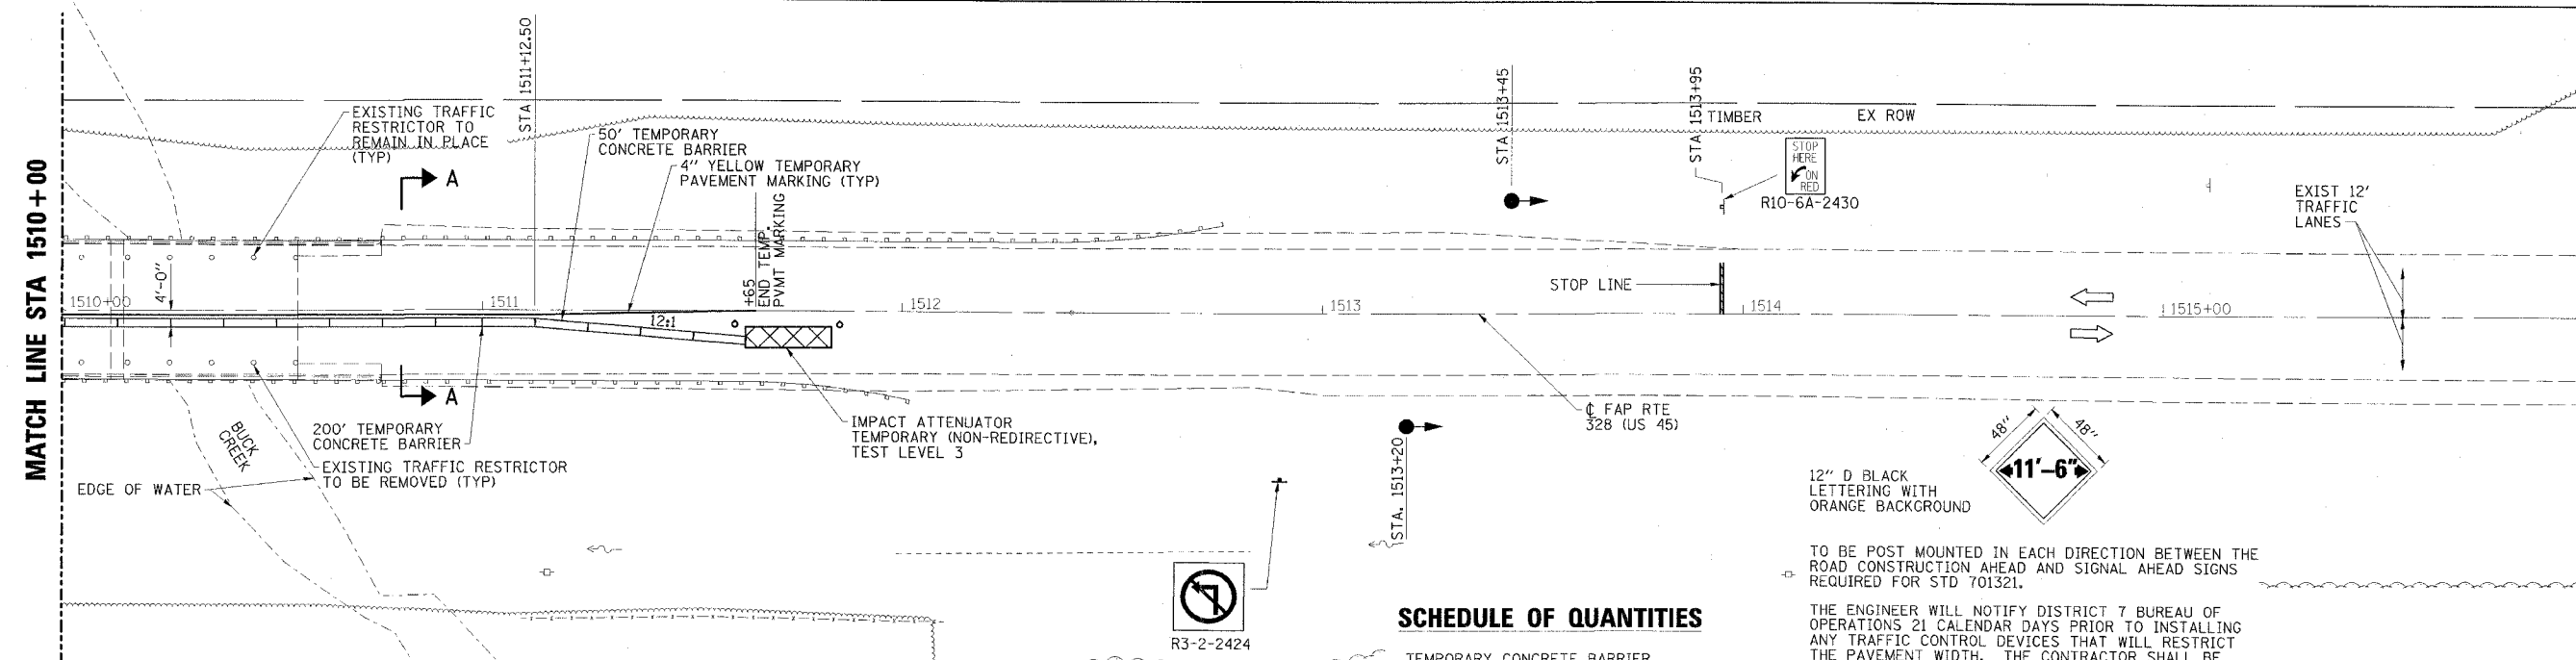 MATCH LINE STA 1510+00
EXISTING TRAFFIC
RESTRICTOR TO
REMAIN IN PLACE
(TYP)
A
STA 1511+12.50
50' TEMPORARY
CONCRETE BARRIER
4" YELLOW TEMPORARY
PAVEMENT MARKING (TYP)
+65
END TEMP.
PVMT MARKING
STA 1513+45
STA 1513+95
TIMBER
EX ROW
STOP
HERE
ON
RED
R10-6A-2430
EXIST 12'
TRAFFIC
LANES
STOP LINE
4'-0"
1510+00
1511
1512
1513
1514
1515+00
12:1
A
BUCK
CREEK
EDGE OF WATER
200' TEMPORARY
CONCRETE BARRIER
EXISTING TRAFFIC RESTRICTOR
TO BE REMOVED (TYP)
IMPACT ATTENUATOR
TEMPORARY (NON-REDIRECTIVE),
TEST LEVEL 3
℄ FAP RTE
328 (US 45)
STA. 1513+20
R3-2-2424
48"
48"
11'-6"
12" D BLACK
LETTERING WITH
ORANGE BACKGROUND
TO BE POST MOUNTED IN EACH DIRECTION BETWEEN THE
ROAD CONSTRUCTION AHEAD AND SIGNAL AHEAD SIGNS
REQUIRED FOR STD 701321.
THE ENGINEER WILL NOTIFY DISTRICT 7 BUREAU OF
OPERATIONS 21 CALENDAR DAYS PRIOR TO INSTALLING
ANY TRAFFIC CONTROL DEVICES THAT WILL RESTRICT
THE PAVEMENT WIDTH. THE CONTRACTOR SHALL BE
SCHEDULE OF QUANTITIES
TEMPORARY CONCRETE BARRIER